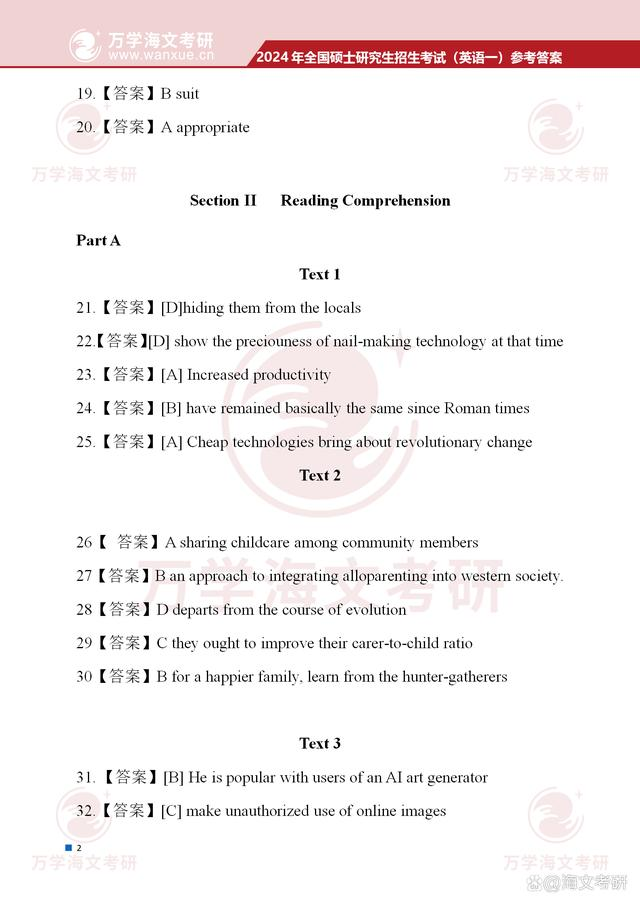 万学海文考研
www.wanxue.cn
2024年全国硕士研究生招生考试（英语一）参考答案
19.【答案】B suit
20.【答案】A appropriate
万学海文考研
万学海文考研
Section II Reading Comprehension
Part A
Text 1
21.【答案】[D]hiding them from the locals
22.【答案】[D] show the preciouness of nail-making technology at that time
23.【答案】[A] Increased productivity
24.【答案】[B] have remained basically the same since Roman times
25.【答案】[A] Cheap technologies bring about revolutionary change
Text 2
26【 答案】A sharing childcare among community members
27【答案】B an approach to integrating alloparenting into western society.
万学海文考研
28【答案】D departs from the course of evolution
29【答案】C they ought to improve their carer-to-child ratio
30【答案】B for a happier family, learn from the hunter-gatherers
Text 3
31. 【答案】[B] He is popular with users of an AI art generator
32.【答案】[C] make unauthorized use of online images
2
万学海文考研
万学海文考研
@海文考研